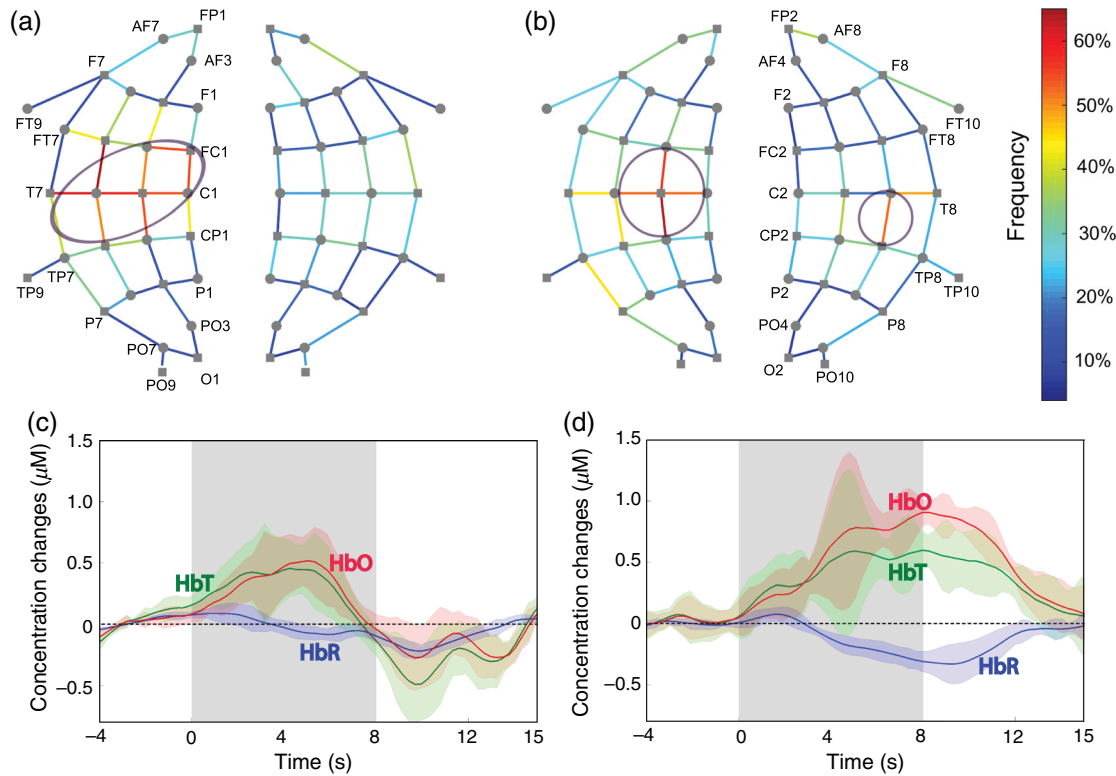 (a)
FP1
AF7
F7
AF3
F1
FT9
FT7
FC1
T7
C1
CP1
TP7
TP9
P1
P7
PO3
PO7
PO9
O1
(b)
FP2
AF8
AF4
F8
F2
FT10
FC2
FT8
C2
T8
CP2
TP8
TP10
P2
PO4
P8
O2
PO10
Frequency
60%
50%
40%
30%
20%
10%
(c)
Concentration changes (μM)
1.5
1.0
0.5
0
−0.5
HbT
HbO
HbR
−4
0
4
8
12
15
Time (s)
(d)
Concentration changes (μM)
1.5
1.0
0.5
0
−0.5
HbO
HbT
HbR
−4
0
4
8
12
15
Time (s)